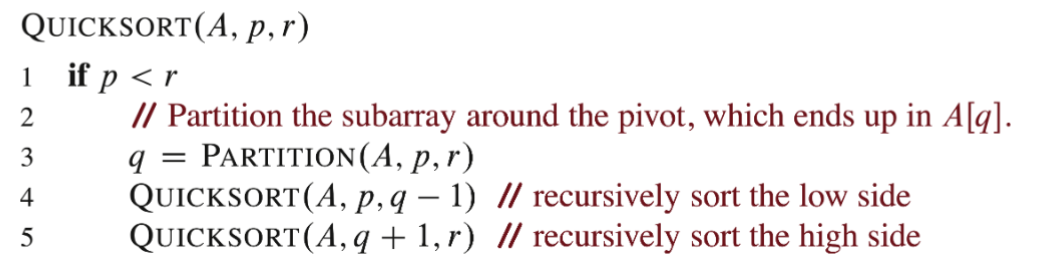 QUICKSORT(A, p, r)
1 if p < r
2 // Partition the subarray around the pivot, which ends up in A[q].
3 q = PARTITION(A, p, r)
4 QUICKSORT(A, p, q − 1) // recursively sort the low side
5 QUICKSORT(A, q + 1, r) // recursively sort the high side